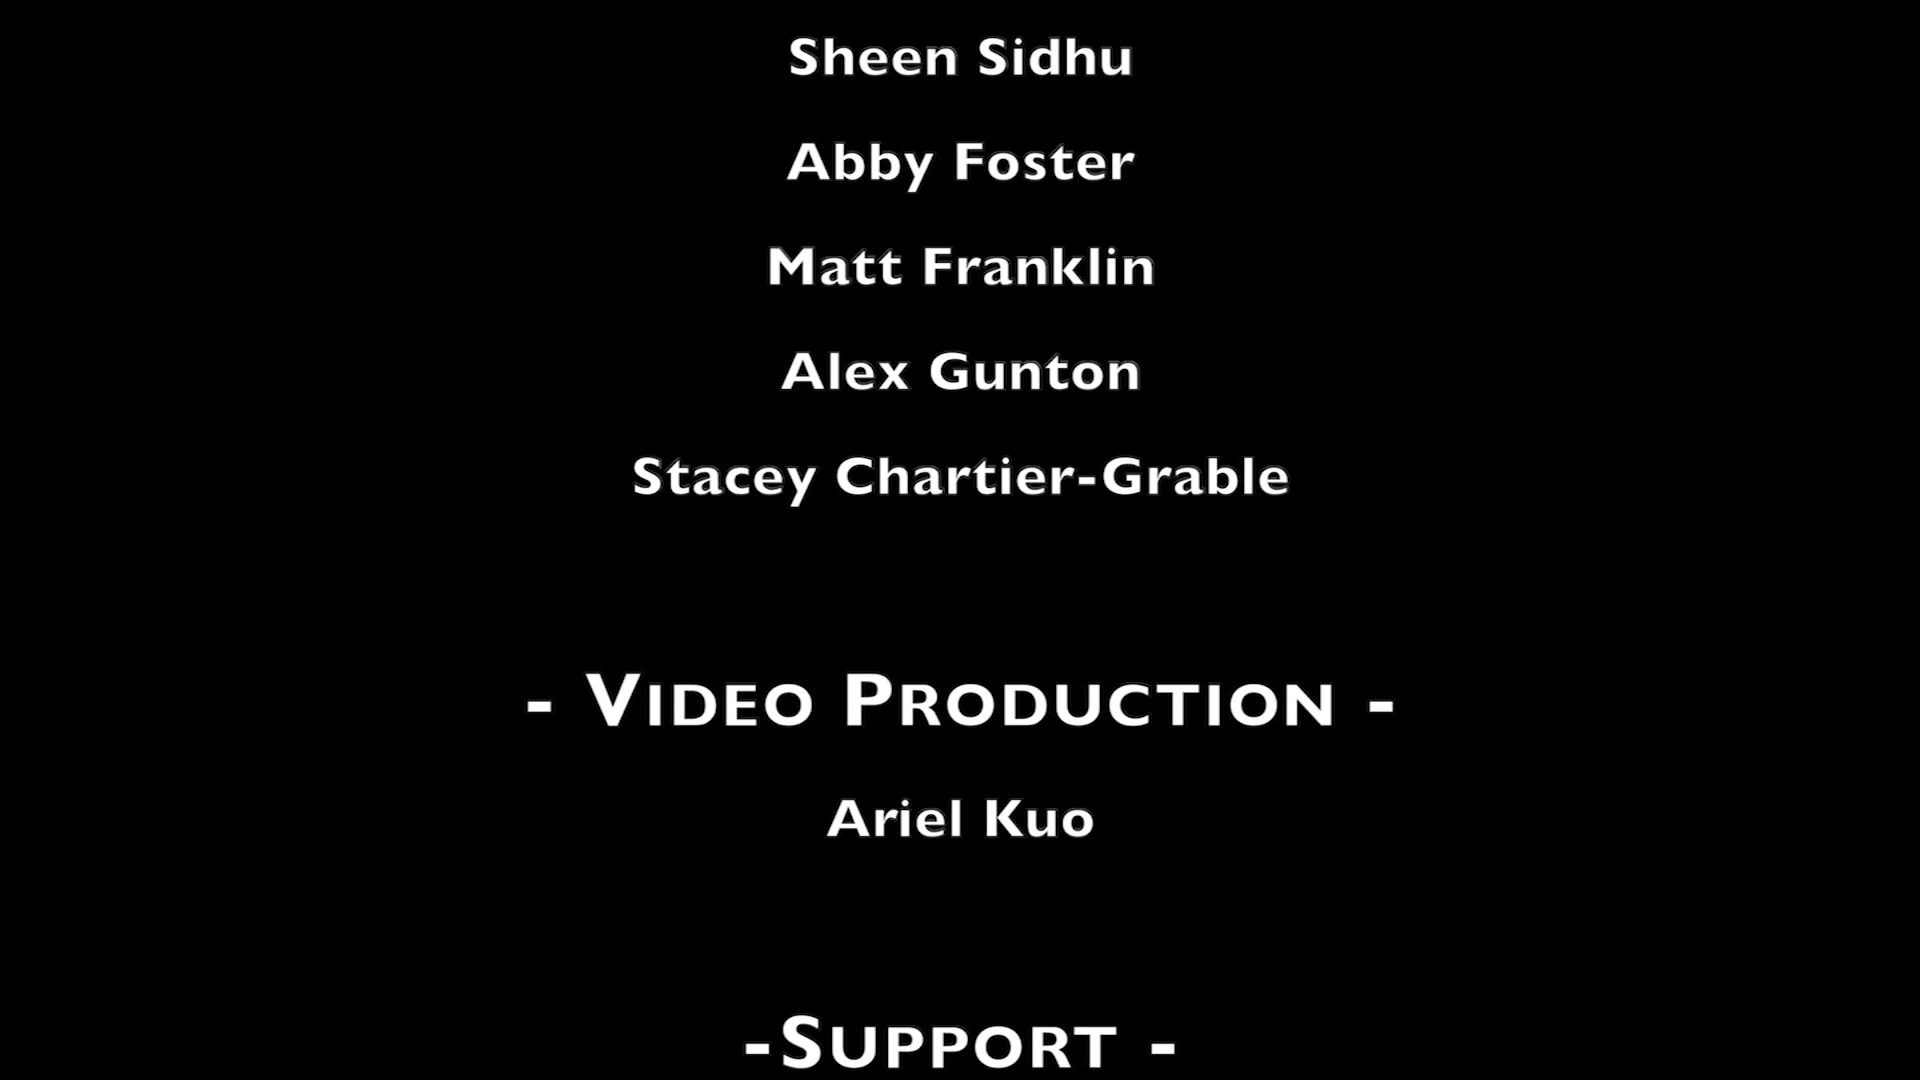 Sheen Sidhu
Abby Foster
Matt Franklin
Alex Gunton
Stacey Chartier-Grable
- VIDEO PRODUCTION -
Ariel Kuo
-SUPPORT -